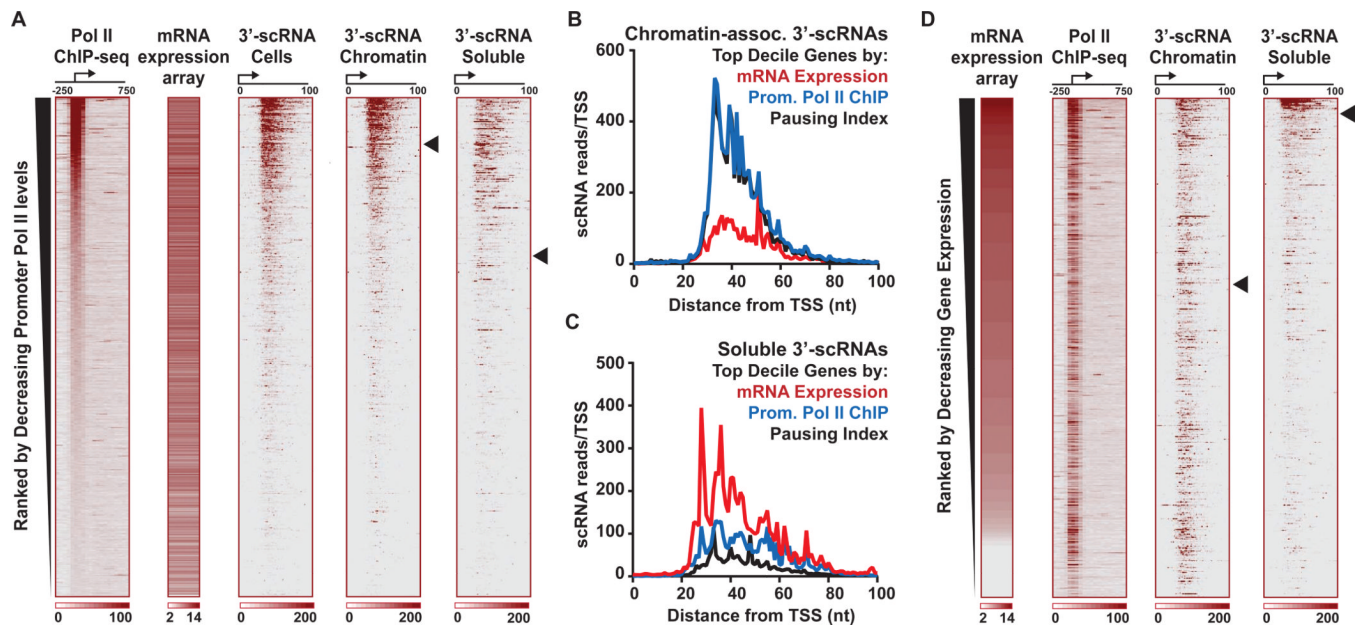 A
Pol II
ChIP-seq
-250 750
mRNA
expression
array
3’-scRNA
Cells
0 100
3’-scRNA
Chromatin
0 100
3’-scRNA
Soluble
0 100
Ranked by Decreasing Promoter Pol II levels
0 100
2 14
0 200
0 200
0 200
B
Chromatin-assoc. 3’-scRNAs
Top Decile Genes by:
mRNA Expression
Prom. Pol II ChIP
Pausing Index
scRNA reads/TSS
600
400
200
0
0 20 40 60 80 100
Distance from TSS (nt)
C
Soluble 3’-scRNAs
Top Decile Genes by:
mRNA Expression
Prom. Pol II ChIP
Pausing Index
scRNA reads/TSS
500
400
300
200
100
0
0 20 40 60 80 100
Distance from TSS (nt)
D
mRNA
expression
array
Pol II
ChIP-seq
-250 750
3’-scRNA
Chromatin
0 100
3’-scRNA
Soluble
0 100
Ranked by Decreasing Gene Expression
2 14
0 100
0 200
0 200